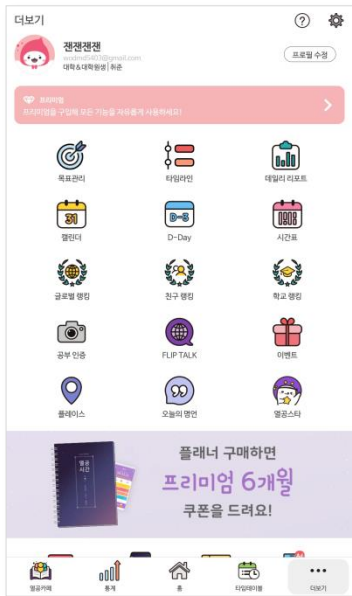 더보기
잰잰잰잰
대학&대학원생 | 취준
프로필 수정
프리미엄
프리미엄을 구입해 모든 기능을 자유롭게 사용하세요!
목표관리
타임라인
데일리 리포트
31
D-5
캘린더
D-Day
시간표
글로벌 랭킹
친구 랭킹
학교 랭킹
공부 인증
FLIP TALK
이벤트
플레이스
오늘의 명언
열공스타
열공
시간
플래너 구매하면
프리미엄 6개월
쿠폰을 드려요!
열공카페
통계
홈
타임테이블
더보기